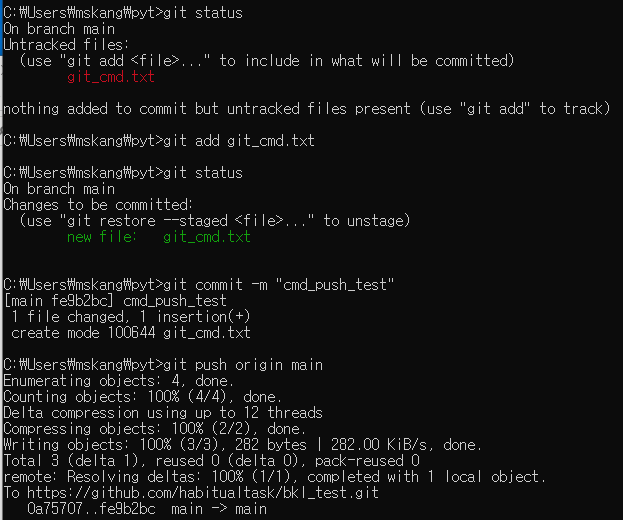 C:₩Users₩mskang₩pyt>git status
On branch main
Untracked files:
  (use "git add <file>..." to include in what will be committed)
        git_cmd.txt

nothing added to commit but untracked files present (use "git add" to track)

C:₩Users₩mskang₩pyt>git add git_cmd.txt

C:₩Users₩mskang₩pyt>git status
On branch main
Changes to be committed:
  (use "git restore --staged <file>..." to unstage)
        new file:   git_cmd.txt


C:₩Users₩mskang₩pyt>git commit -m "cmd_push_test"
[main fe9b2bc] cmd_push_test
 1 file changed, 1 insertion(+)
 create mode 100644 git_cmd.txt

C:₩Users₩mskang₩pyt>git push origin main
Enumerating objects: 4, done.
Counting objects: 100% (4/4), done.
Delta compression using up to 12 threads
Compressing objects: 100% (2/2), done.
Writing objects: 100% (3/3), 282 bytes | 282.00 KiB/s, done.
Total 3 (delta 1), reused 0 (delta 0), pack-reused 0
remote: Resolving deltas: 100% (1/1), completed with 1 local object.
To https://github.com/habitualtask/bkl_test.git
   0a75707..fe9b2bc  main -> main